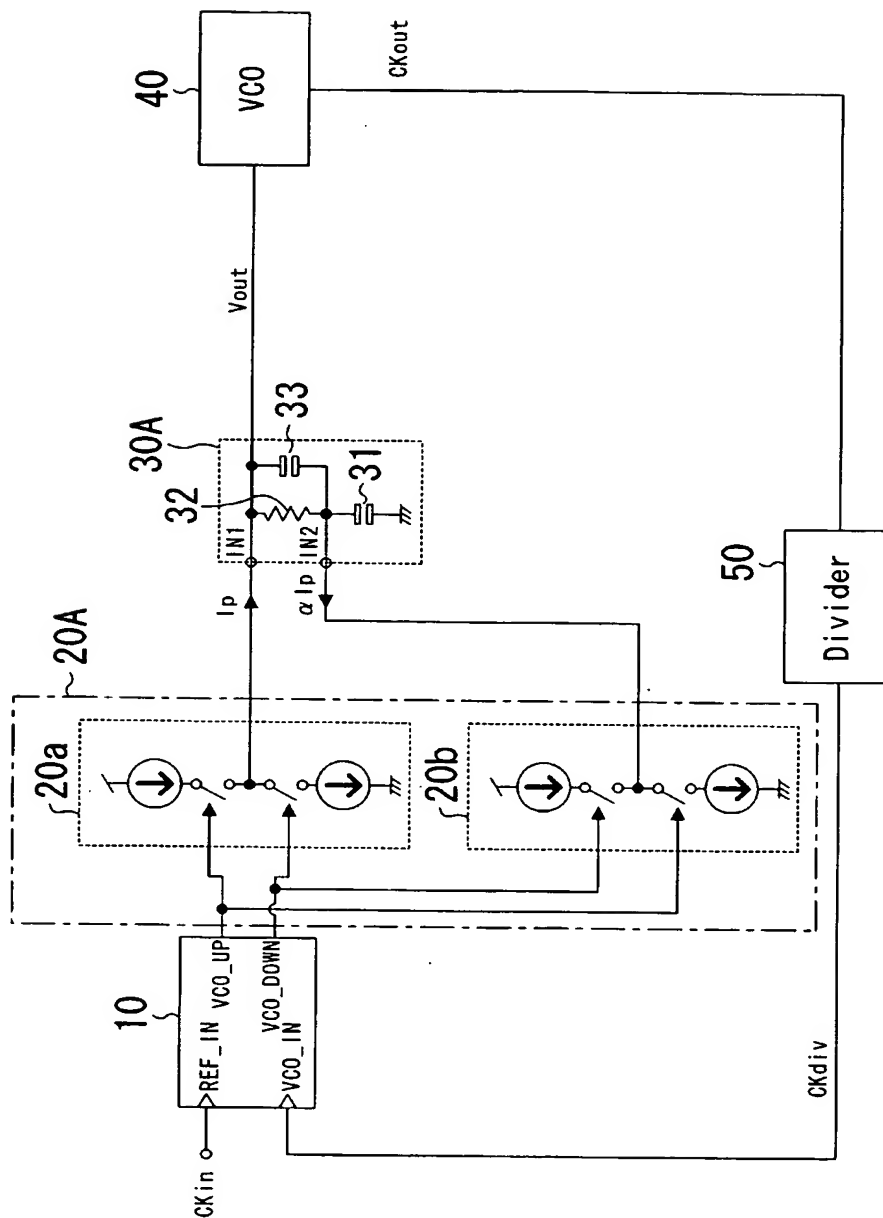 10
CKin
REF_IN
VCO_UP
VCO_DOWN
VCO_IN
20A
20a
20b
Ip
αIp
30A
IN1
IN2
32
33
31
Vout
40
VCO
CKout
50
Divider
CKdiv